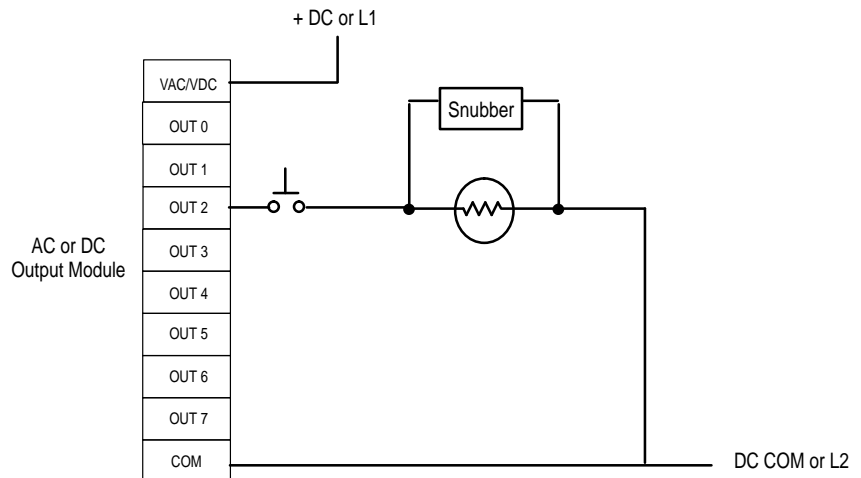 + DC or L1
VAC/VDC
OUT 0
OUT 1
OUT 2
OUT 3
OUT 4
OUT 5
OUT 6
OUT 7
COM
Snubber
AC or DC
Output Module
DC COM or L2